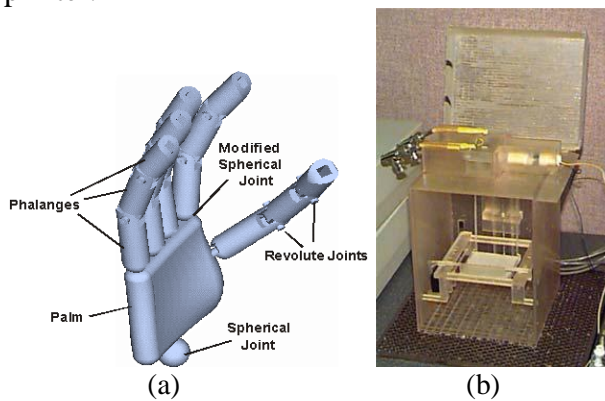 Modified
Spherical
Joint
Phalanges
Revolute Joints
Palm
Spherical
Joint
(a)
(b)